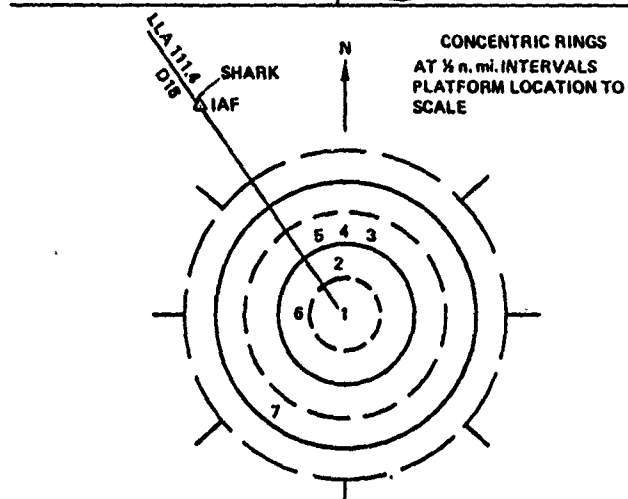 LLA 111.4
D18
SHARK
IAF
N
CONCENTRIC RINGS
AT ½ n. mi. INTERVALS
PLATFORM LOCATION TO
SCALE
5 4 3
2
6 1
7